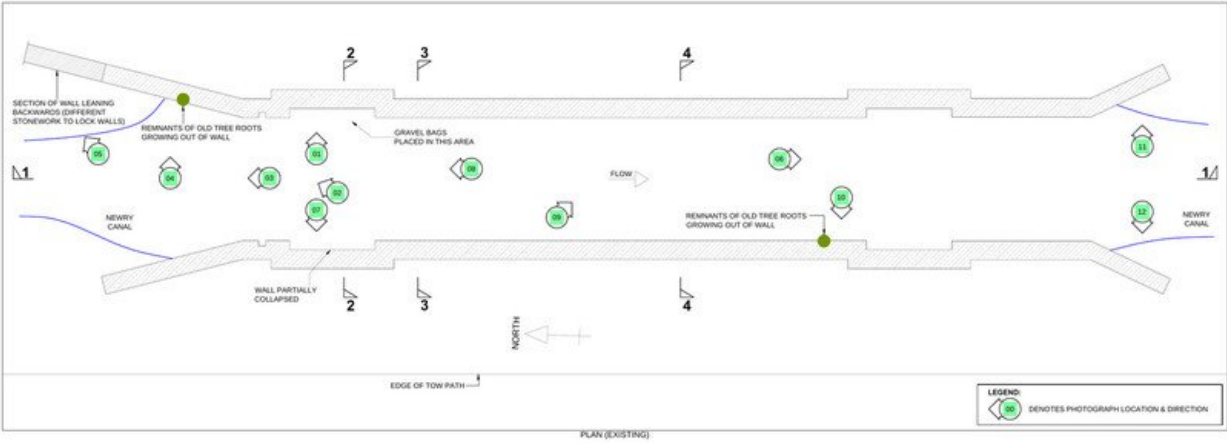 2
3
4
SECTION OF WALL LEANING
BACKWARDS (DIFFERENT
STONEWORK TO LOCK WALLS)
REMNANTS OF OLD TREE ROOTS
GROWING OUT OF WALL
GRAVEL BAGS
PLACED IN THIS AREA
05
04
03
01
02
07
08
09
06
10
11
12
1
1
FLOW
NEWRY
CANAL
REMNANTS OF OLD TREE ROOTS
GROWING OUT OF WALL
NEWRY
CANAL
WALL PARTIALLY
COLLAPSED
2
3
4
NORTH
EDGE OF TOW PATH
LEGEND:
00
DENOTES PHOTOGRAPH LOCATION & DIRECTION
PLAN (EXISTING)